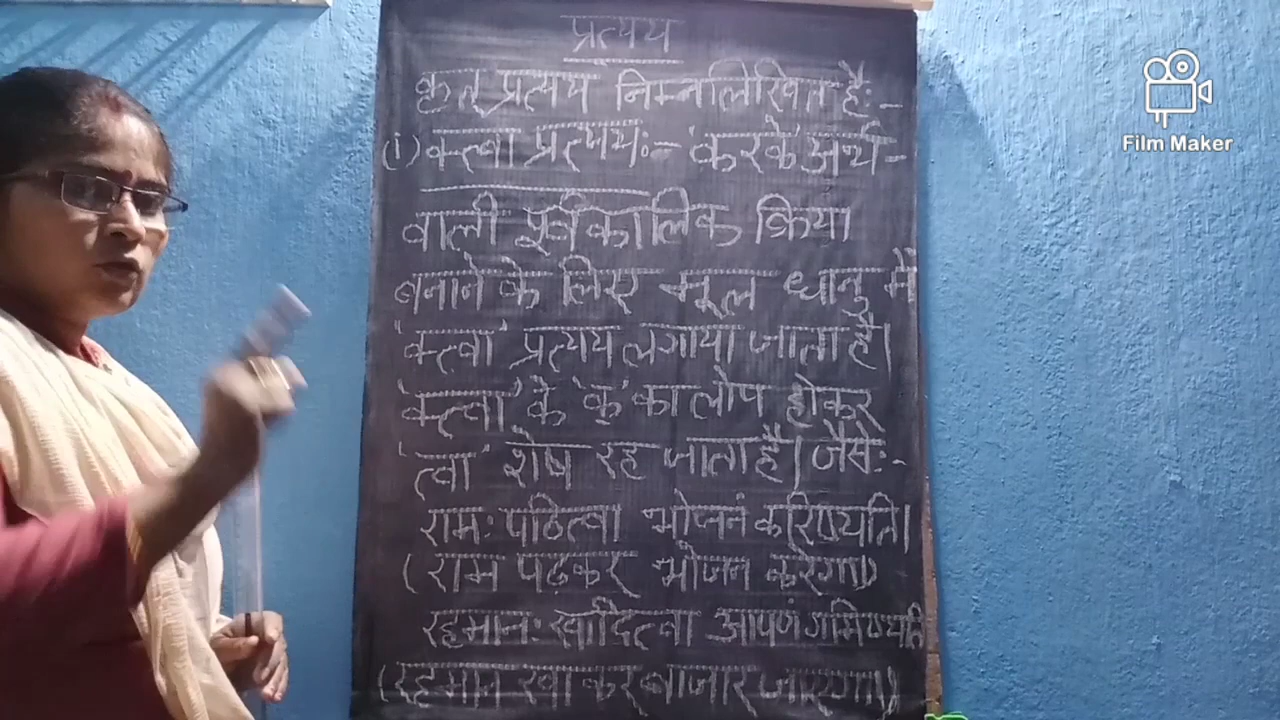 प्रत्यय
कृत् प्रत्यय निम्नलिखित है:-
(i) क्त्वा प्रत्ययः- 'करके' अर्थ-
वाली पूर्वकालिक क्रिया
बनाने के लिए मूल धातु में
'क्त्वा' प्रत्यय लगाया जाता है।
'क्त्वा' के 'क्' का लोप होकर
'त्वा' शेष रह जाता है। जैसे:-
रामः पठित्वा भोजनं करिष्यति।
(राम पढ़कर भोजन करेगा)
रहमानः खादित्वा आपणं गमिष्यति
(रहमान खा कर बाजार जाएगा)
Film Maker